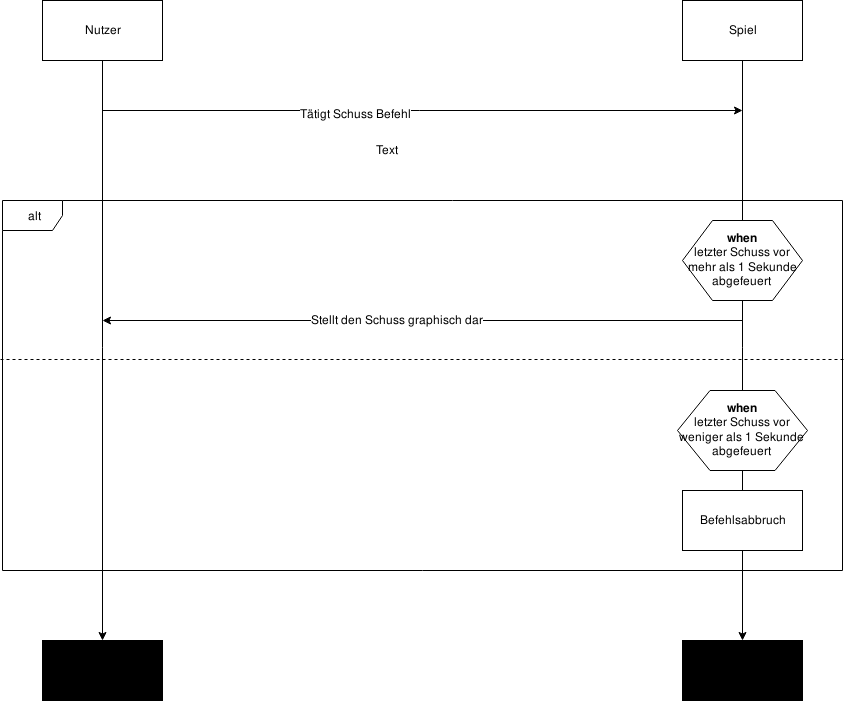 Nutzer
Spiel
Tätigt Schuss Befehl
Text
alt
when
letzter Schuss vor
mehr als 1 Sekunde
abgefeuert
Stellt den Schuss graphisch dar
when
letzter Schuss vor
weniger als 1 Sekunde
abgefeuert
Befehlsabbruch